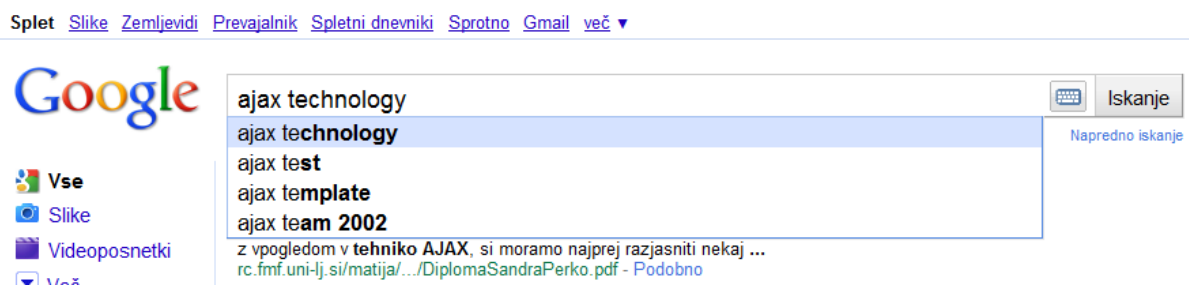 Splet Slike Zemljevidi Prevajalnik Spletni dnevniki Sprotno Gmail več ▼
Google
ajax technology
Iskanje
ajax technology
Napredno iskanje
ajax test
ajax template
ajax team 2002
Vse
Slike
Videoposnetki
Več
z vpogledom v tehniko AJAX, si moramo najprej razjasniti nekaj ...
rc.fmf.uni-lj.si/matija/.../DiplomaSandraPerko.pdf - Podobno